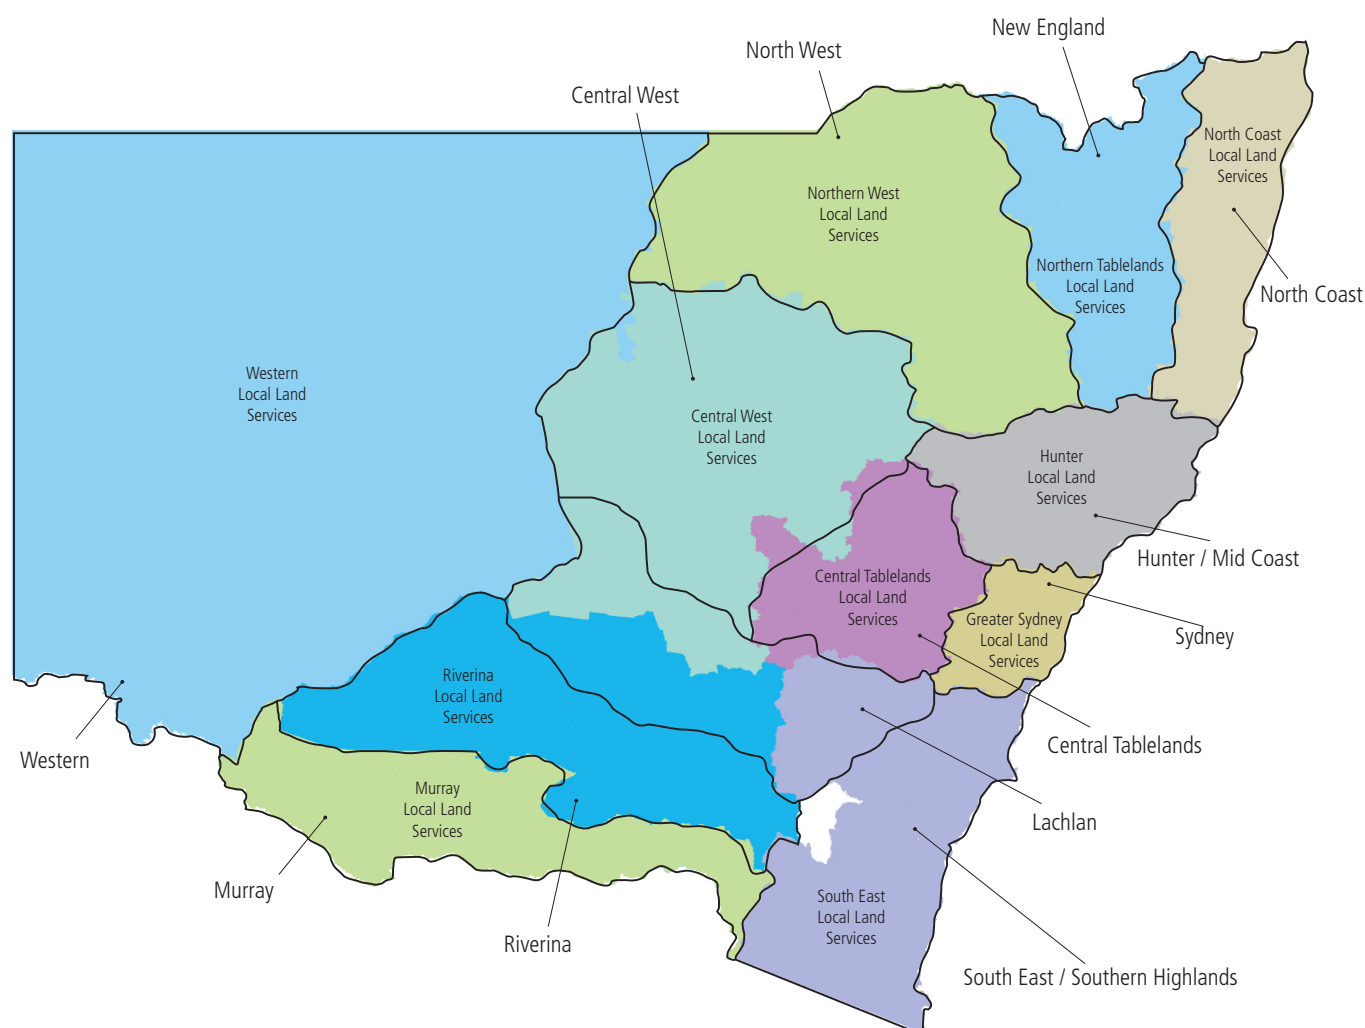 New England
North West
Central West
North Coast
Local Land
Services
Northern West
Local Land
Services
Northern Tablelands
Local Land
Services
North Coast
Western
Local Land
Services
Central West
Local Land
Services
Hunter
Local Land
Services
Hunter / Mid Coast
Central Tablelands
Local Land
Services
Greater Sydney
Local Land
Services
Sydney
Riverina
Local Land
Services
Central Tablelands
Western
Murray
Local Land
Services
Lachlan
Murray
South East
Local Land
Services
Riverina
South East / Southern Highlands